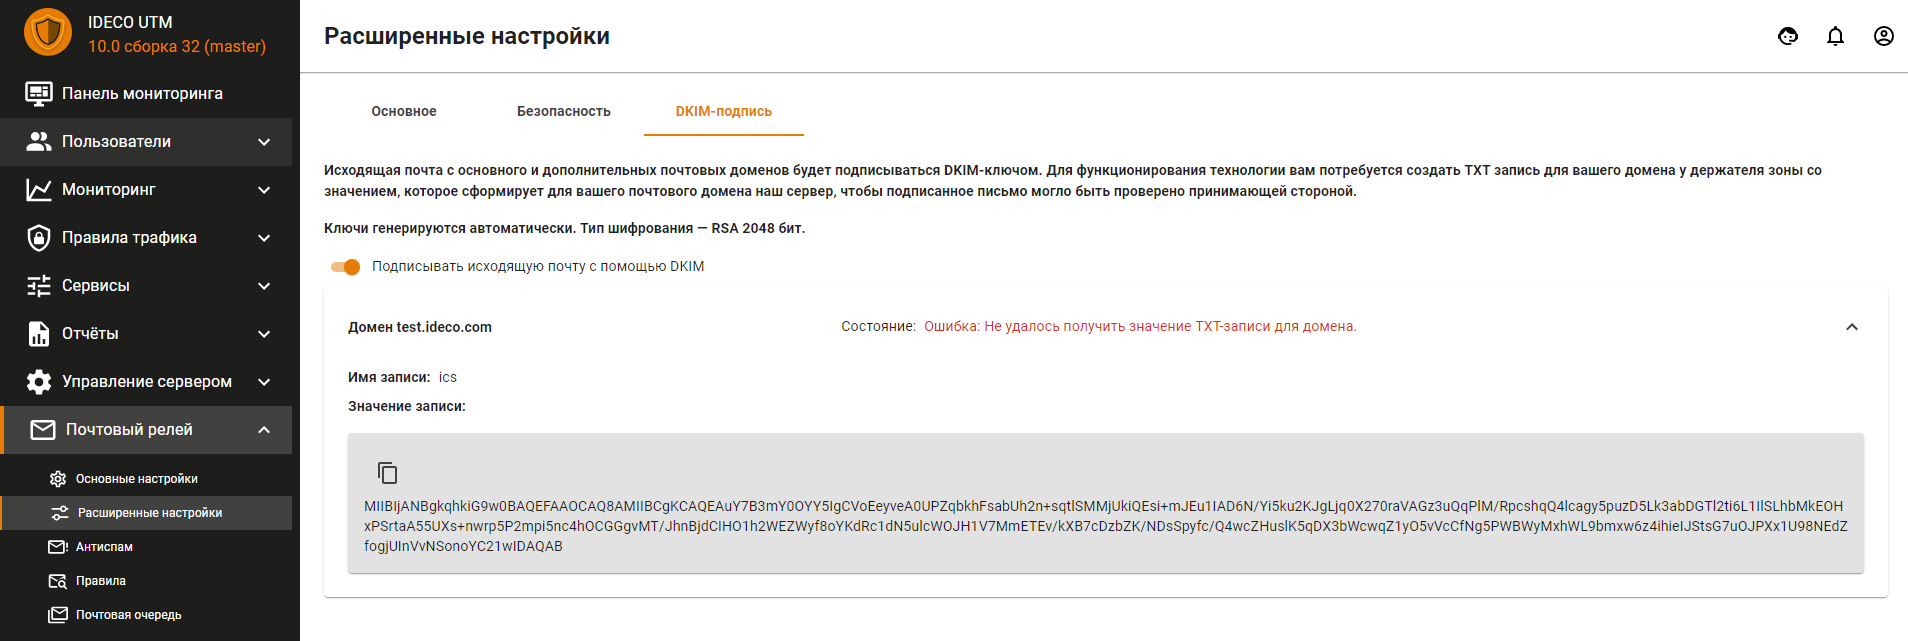 IDECO UTM
10.0 сборка 32 (master)
Панель мониторинга
Пользователи
Мониторинг
Правила трафика
Сервисы
Отчёты
Управление сервером
Почтовый релей
Основные настройки
Расширенные настройки
Антиспам
Правила
Почтовая очередь
Расширенные настройки
Основное
Безопасность
DKIM-подпись
Исходящая почта с основного и дополнительных почтовых доменов будет подписываться DKIM-ключом. Для функционирования технологии вам потребуется создать TXT запись для вашего домена у держателя зоны со
значением, которое сформирует для вашего почтового домена наш сервер, чтобы подписанное письмо могло быть проверено принимающей стороной.
Ключи генерируются автоматически. Тип шифрования — RSA 2048 бит.
Подписывать исходящую почту с помощью DKIM
Домен test.ideco.com
Состояние: Ошибка: Не удалось получить значение TXT-записи для домена.
Имя записи: ics
Значение записи:
MIIBIjANBgkqhkiG9w0BAQEFAAOCAQ8AMIIBCgKCAQEAuY7B3mY0OYY5IgCVoEeyveA0UPZqbkhFsabUh2n+sqtlSMMjUkiQEsi+mJEu1IAD6N/Yi5ku2KJgLjq0X270raVAGz3uQqPlM/RpcshqQ4lcagy5puzD5Lk3abDGTl2ti6L1IlSLhbMkEOH
xPSrtaA55UXs+nwrp5P2mpi5nc4hOCGGgvMT/JhnBjdCIHO1h2WEZWyf8oYKdRc1dN5ulcWOJH1V7MmETEv/kXB7cDzbZK/NDsSpyfc/Q4wcZHuslK5qDX3bWcwqZ1yO5vVcCfNg5PWBWyMxhWL9bmxw6z4ihieIJStsG7uOJPXx1U98NEdZ
fogjUInVvNSonoYC21wIDAQAB